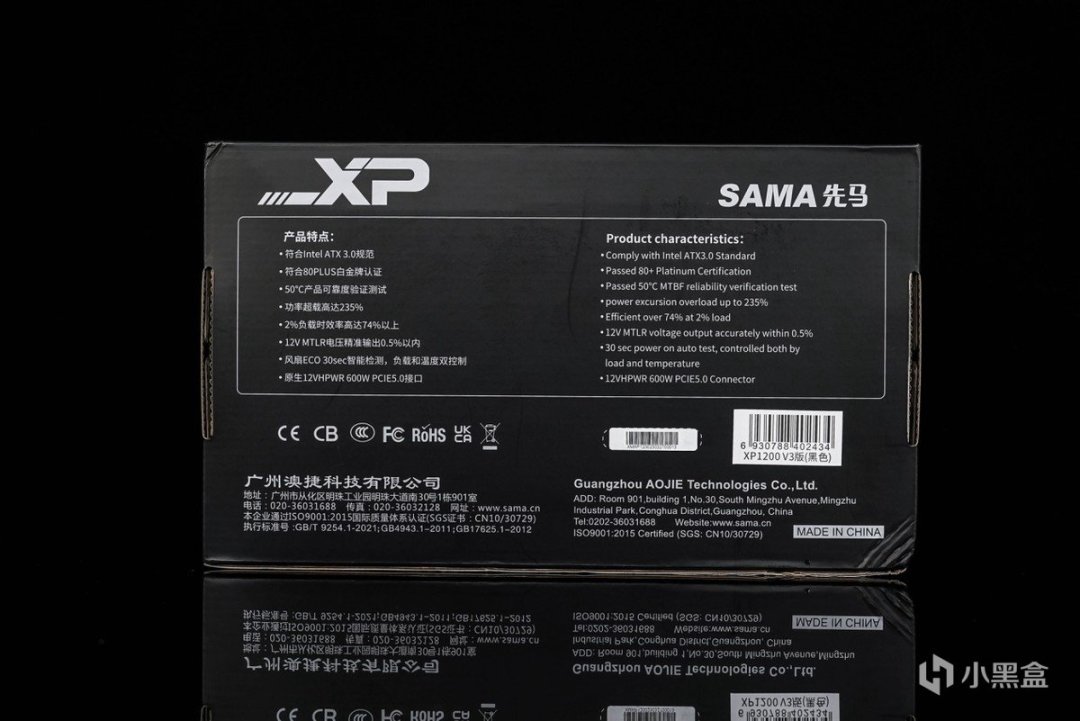 XP
SAMA 先马
产品特点：
• 符合Intel ATX 3.0规范
• 符合80PLUS白金牌认证
• 50℃产品可靠度验证测试
• 功率超载高达235%
• 2%负载时效率高达74%以上
• 12V MTLR电压精准输出0.5%以内
• 风扇ECO 30sec智能检测，负载和温度双控制
• 原生12VHPWR 600W PCIE5.0接口
Product characteristics：
• Comply with Intel ATX3.0 Standard
• Passed 80+ Platinum Certification
• Passed 50℃ MTBF reliability verification test
• power excursion overload up to 235%
• Efficient over 74% at 2% load
• 12V MTLR voltage output accurately within 0.5%
• 30 sec power on auto test, controlled both by
load and temperature
• 12VHPWR 600W PCIE5.0 Connector
CE CB CCC FC RoHS UK CA
6 930788 402434
XP1200 V3版(黑色)
广州澳捷科技有限公司
地址：广州市从化区明珠工业园明珠大道南30号1栋901室
电话：020-36031688 传真：020-36032128 网址：www.sama.cn
本企业通过ISO9001:2015国际质量体系认证(SGS证书：CN10/30729)
执行标准号:GB/T 9254.1-2021;GB4943.1-2011;GB17625.1-2012
Guangzhou AOJIE Technologies Co.,Ltd.
ADD: Room 901,building 1,No.30,South Mingzhu Avenue,Mingzhu
Industrial Park,Conghua District,Guangzhou, China
Tel:0202-36031688 Website:www.sama.cn
ISO9001:2015 Certified (SGS: CN10/30729)
MADE IN CHINA
小黑盒